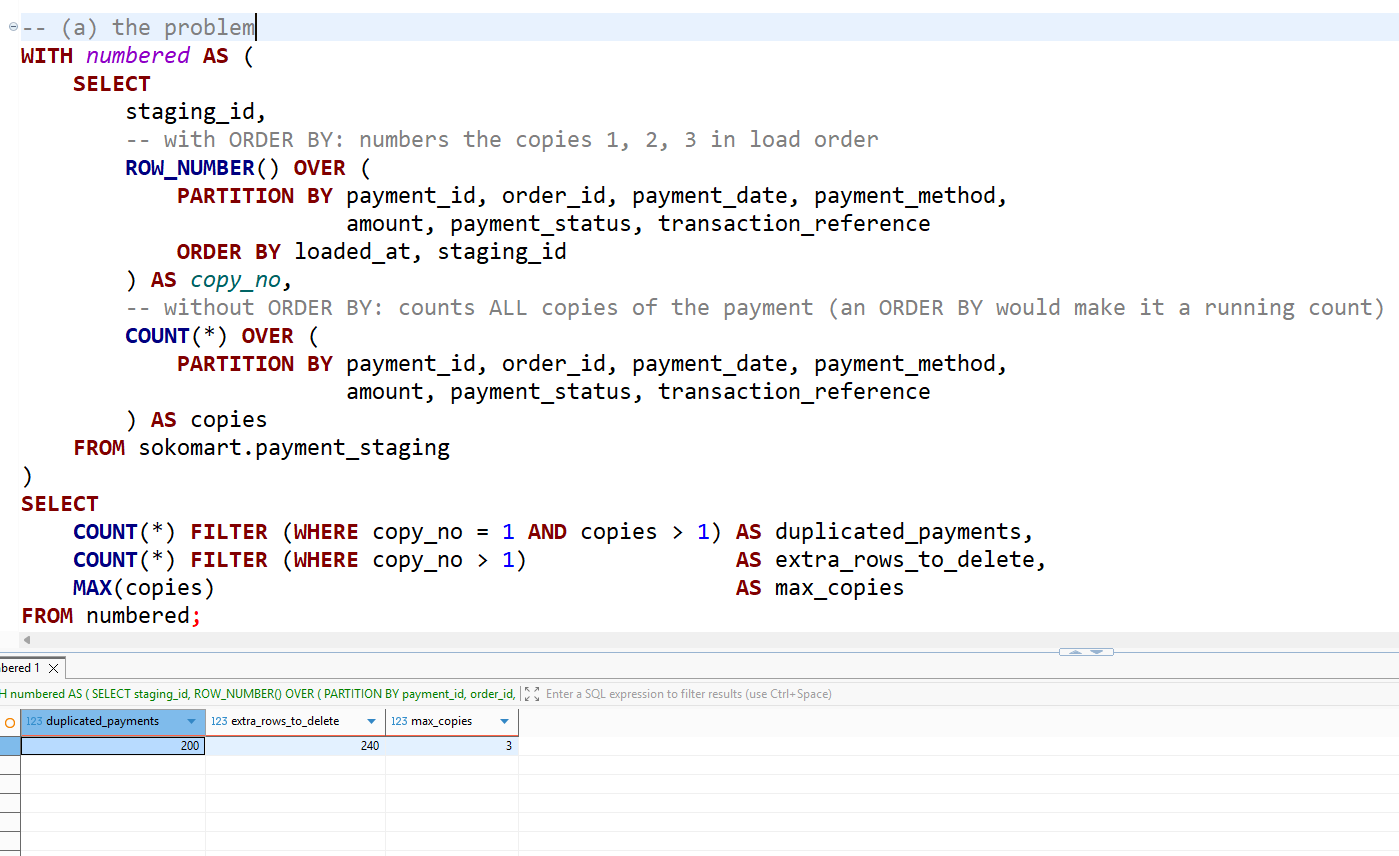 -- (a) the problem
WITH numbered AS (
    SELECT
        staging_id,
        -- with ORDER BY: numbers the copies 1, 2, 3 in load order
        ROW_NUMBER() OVER (
            PARTITION BY payment_id, order_id, payment_date, payment_method,
                         amount, payment_status, transaction_reference
            ORDER BY loaded_at, staging_id
        ) AS copy_no,
        -- without ORDER BY: counts ALL copies of the payment (an ORDER BY would make it a running count)
        COUNT(*) OVER (
            PARTITION BY payment_id, order_id, payment_date, payment_method,
                         amount, payment_status, transaction_reference
        ) AS copies
    FROM sokomart.payment_staging
)
SELECT
    COUNT(*) FILTER (WHERE copy_no = 1 AND copies > 1) AS duplicated_payments,
    COUNT(*) FILTER (WHERE copy_no > 1)                AS extra_rows_to_delete,
    MAX(copies)                                        AS max_copies
FROM numbered;
bered 1
H numbered AS ( SELECT staging_id, ROW_NUMBER() OVER ( PARTITION BY payment_id, order_id, Enter a SQL expression to filter results (use Ctrl+Space)
123 duplicated_payments 123 extra_rows_to_delete 123 max_copies
200 240 3